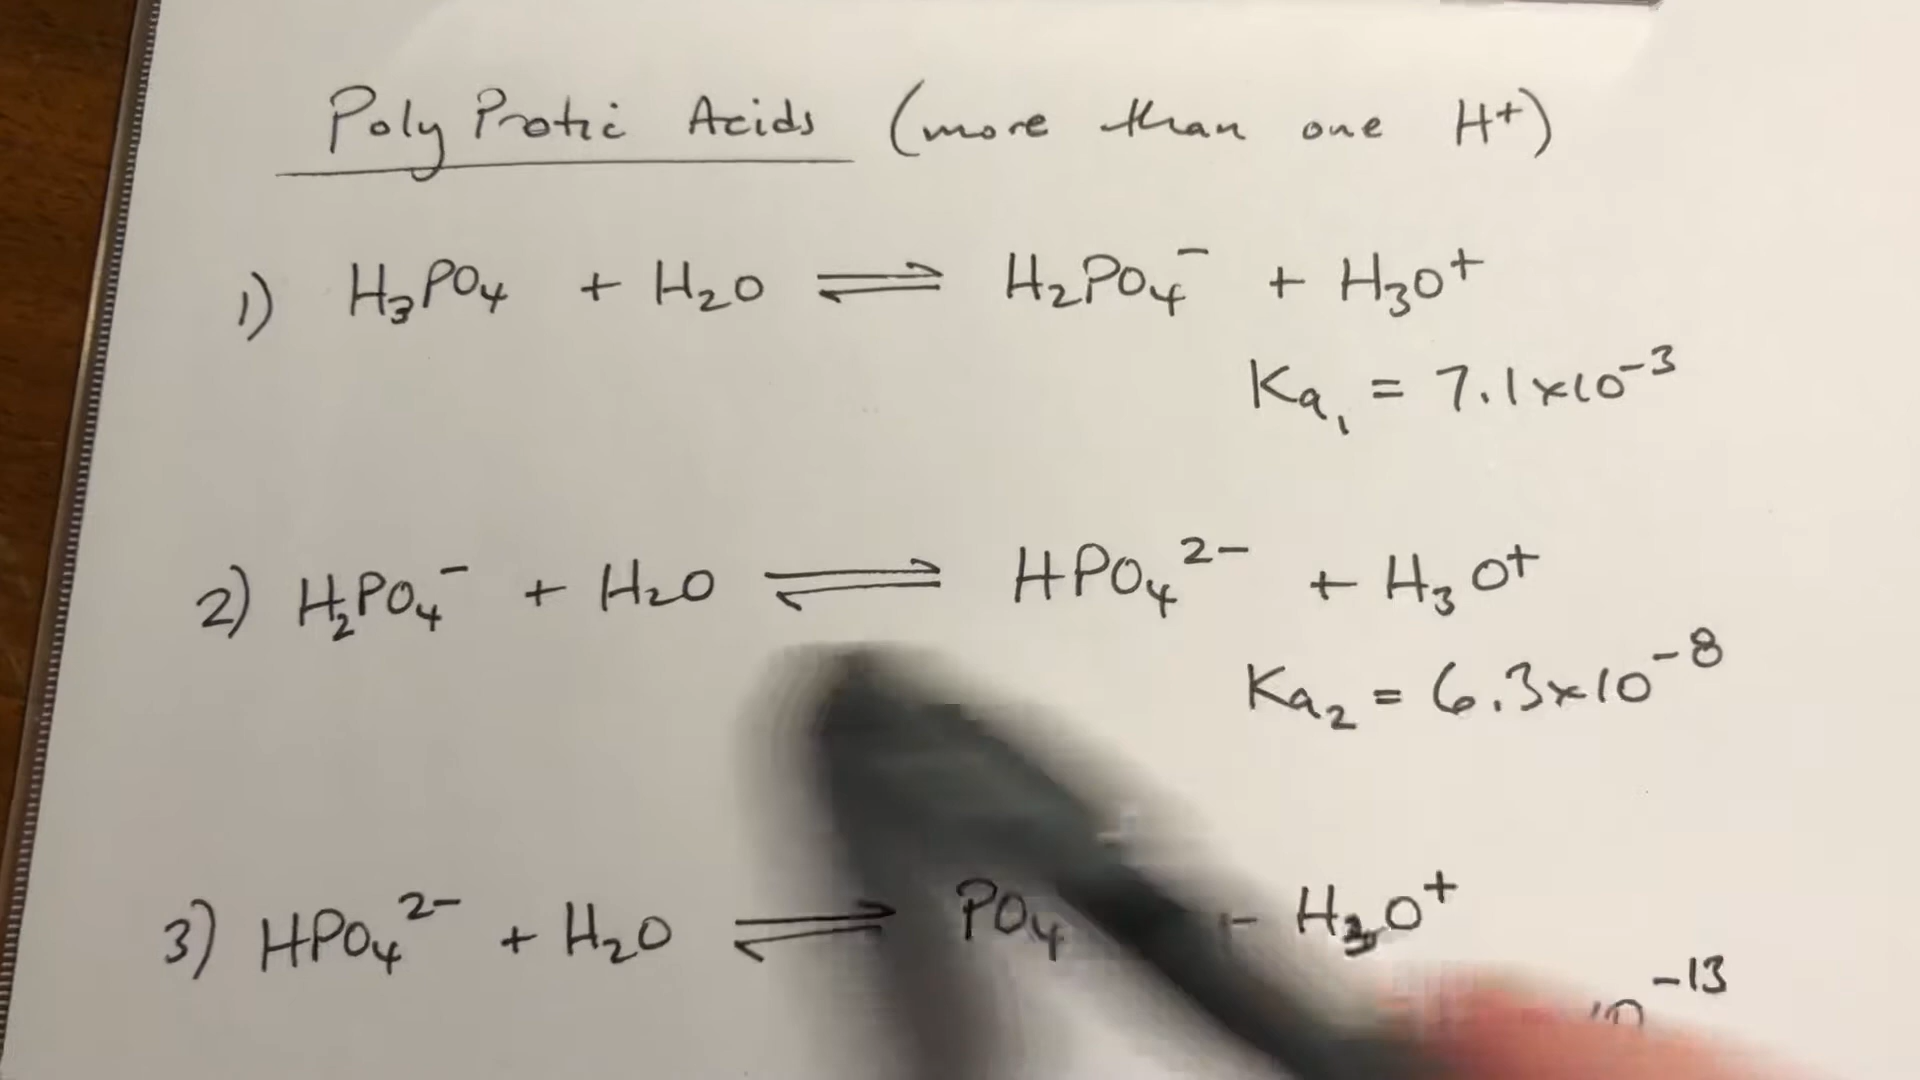 Poly Protic Acids (more than one H+)
1) H₃PO₄ + H₂O ⇌ H₂PO₄⁻ + H₃O⁺
Ka₁ = 7.1×10⁻³
2) H₂PO₄⁻ + H₂O ⇌ HPO₄²⁻ + H₃O⁺
Ka₂ = 6.3×10⁻⁸
3) HPO₄²⁻ + H₂O ⇌ PO₄ - H₃O⁺
10⁻¹³